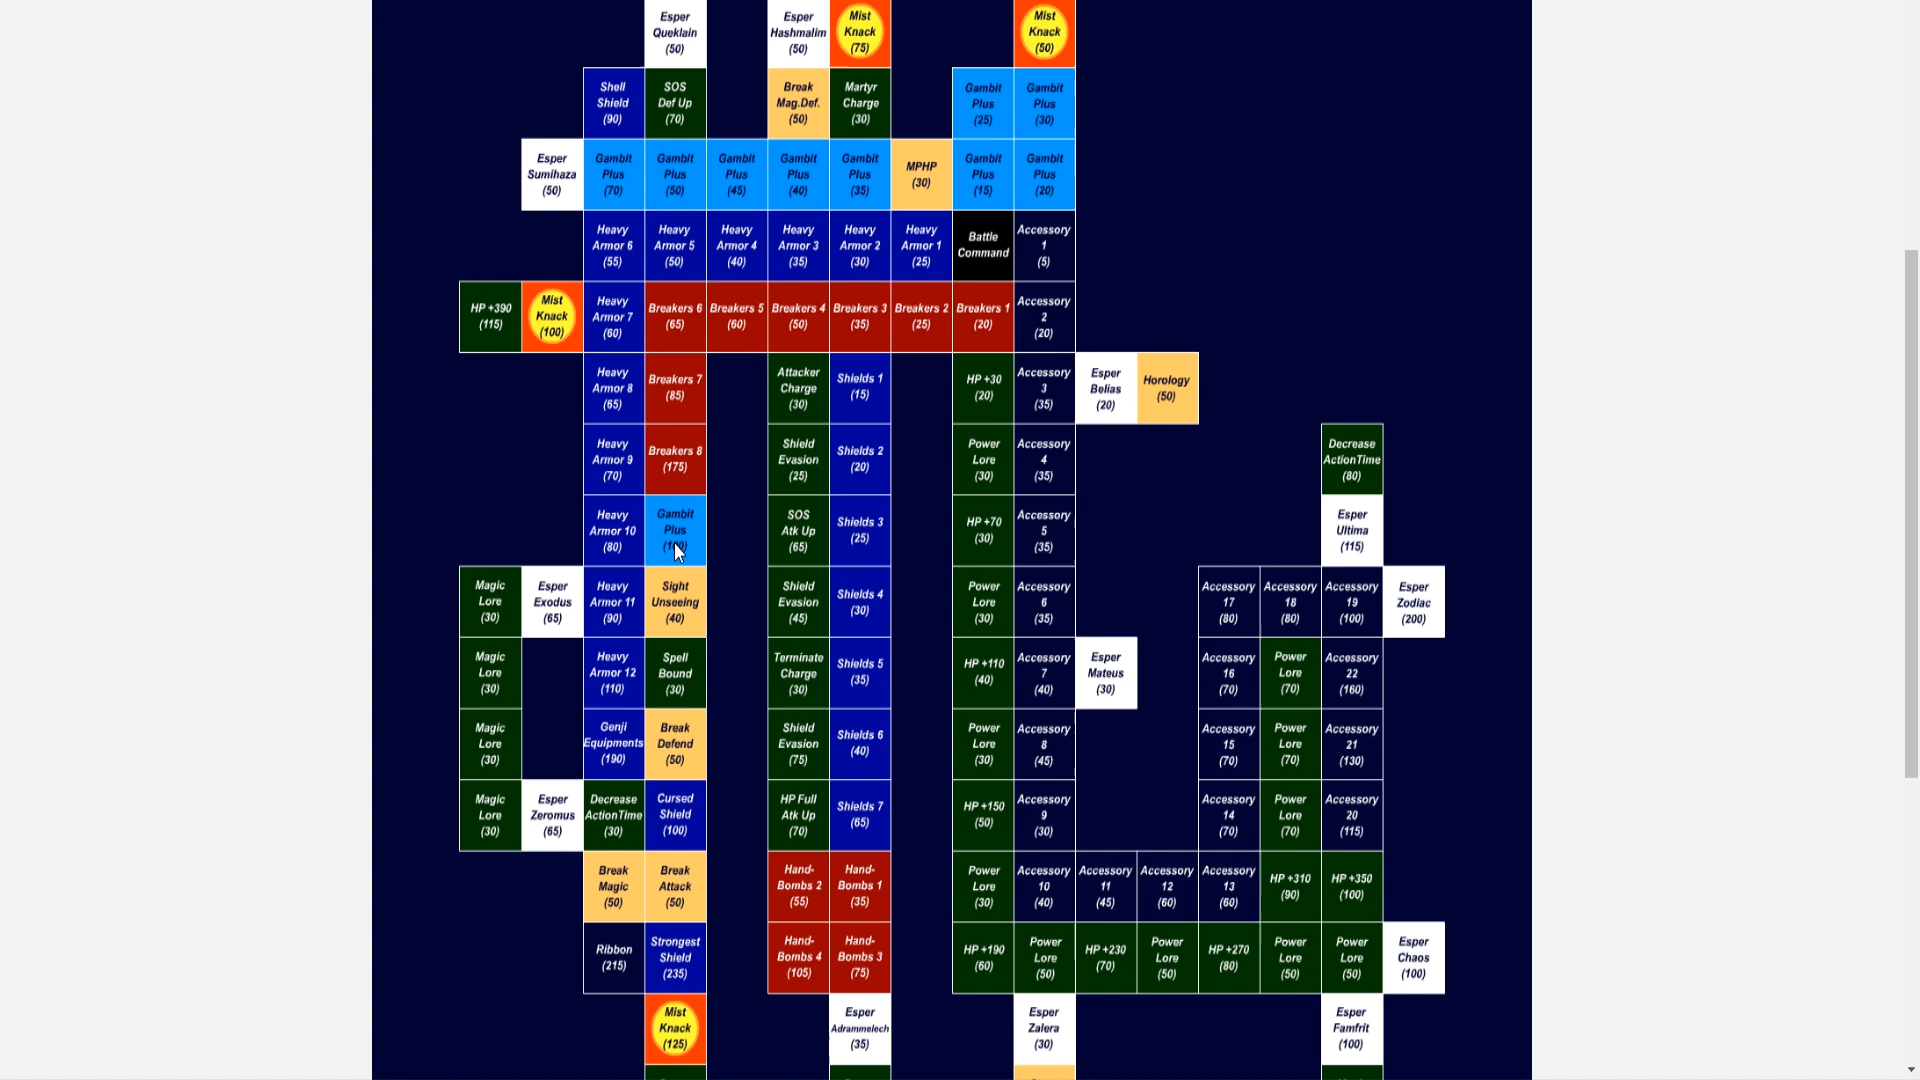 Esper
Queklain
(50)
Esper
Hashmalim
(50)
Mist
Knack
(75)
Mist
Knack
(50)
Shell
Shield
(90)
SOS
Def Up
(70)
Break
Mag.Def.
(50)
Martyr
Charge
(30)
Gambit
Plus
(25)
Gambit
Plus
(30)
Esper
Sumihaza
(50)
Gambit
Plus
(70)
Gambit
Plus
(50)
Gambit
Plus
(45)
Gambit
Plus
(40)
Gambit
Plus
(35)
MPHP
(30)
Gambit
Plus
(15)
Gambit
Plus
(20)
Heavy
Armor 6
(55)
Heavy
Armor 5
(50)
Heavy
Armor 4
(40)
Heavy
Armor 3
(35)
Heavy
Armor 2
(30)
Heavy
Armor 1
(25)
Battle
Command
Accessory
1
(5)
HP +390
(115)
Mist
Knack
(100)
Heavy
Armor 7
(60)
Breakers 6
(65)
Breakers 5
(60)
Breakers 4
(50)
Breakers 3
(35)
Breakers 2
(25)
Breakers 1
(20)
Accessory
2
(20)
Heavy
Armor 8
(65)
Breakers 7
(85)
Attacker
Charge
(30)
Shields 1
(15)
HP +30
(20)
Accessory
3
(35)
Esper
Belias
(20)
Horology
(50)
Heavy
Armor 9
(70)
Breakers 8
(175)
Shield
Evasion
(25)
Shields 2
(20)
Power
Lore
(30)
Accessory
4
(35)
Decrease
ActionTime
(80)
Heavy
Armor 10
(80)
Gambit
Plus
SOS
Atk Up
(65)
Shields 3
(25)
HP +70
(30)
Accessory
5
(35)
Esper
Ultima
(115)
Magic
Lore
(30)
Esper
Exodus
(65)
Heavy
Armor 11
(90)
Sight
Unseeing
(40)
Shield
Evasion
(45)
Shields 4
(30)
Power
Lore
(30)
Accessory
6
(35)
Accessory
17
(80)
Accessory
18
(80)
Accessory
19
(100)
Esper
Zodiac
(200)
Magic
Lore
(30)
Heavy
Armor 12
(110)
Spell
Bound
(30)
Terminate
Charge
(30)
Shields 5
(35)
HP +110
(40)
Accessory
7
(40)
Esper
Mateus
(30)
Accessory
16
(70)
Power
Lore
(70)
Accessory
22
(160)
Magic
Lore
(30)
Genji
Equipments
(190)
Break
Defend
(50)
Shield
Evasion
(75)
Shields 6
(40)
Power
Lore
(30)
Accessory
8
(45)
Accessory
15
(70)
Power
Lore
(70)
Accessory
21
(130)
Magic
Lore
(30)
Esper
Zeromus
(65)
Decrease
ActionTime
(30)
Cursed
Shield
(100)
HP Full
Atk Up
(70)
Shields 7
(65)
HP +150
(50)
Accessory
9
(30)
Accessory
14
(70)
Power
Lore
(70)
Accessory
20
(115)
Break
Magic
(50)
Break
Attack
(50)
Hand-
Bombs 2
(55)
Hand-
Bombs 1
(35)
Power
Lore
(30)
Accessory
10
(40)
Accessory
11
(45)
Accessory
12
(60)
Accessory
13
(60)
HP +310
(90)
HP +350
(100)
Ribbon
(215)
Strongest
Shield
(235)
Hand-
Bombs 4
(105)
Hand-
Bombs 3
(75)
HP +190
(60)
Power
Lore
(50)
HP +230
(70)
Power
Lore
(50)
HP +270
(80)
Power
Lore
(50)
Power
Lore
(50)
Esper
Chaos
(100)
Mist
Knack
(125)
Esper
Adrammelech
(35)
Esper
Zalera
(30)
Esper
Famfrit
(100)